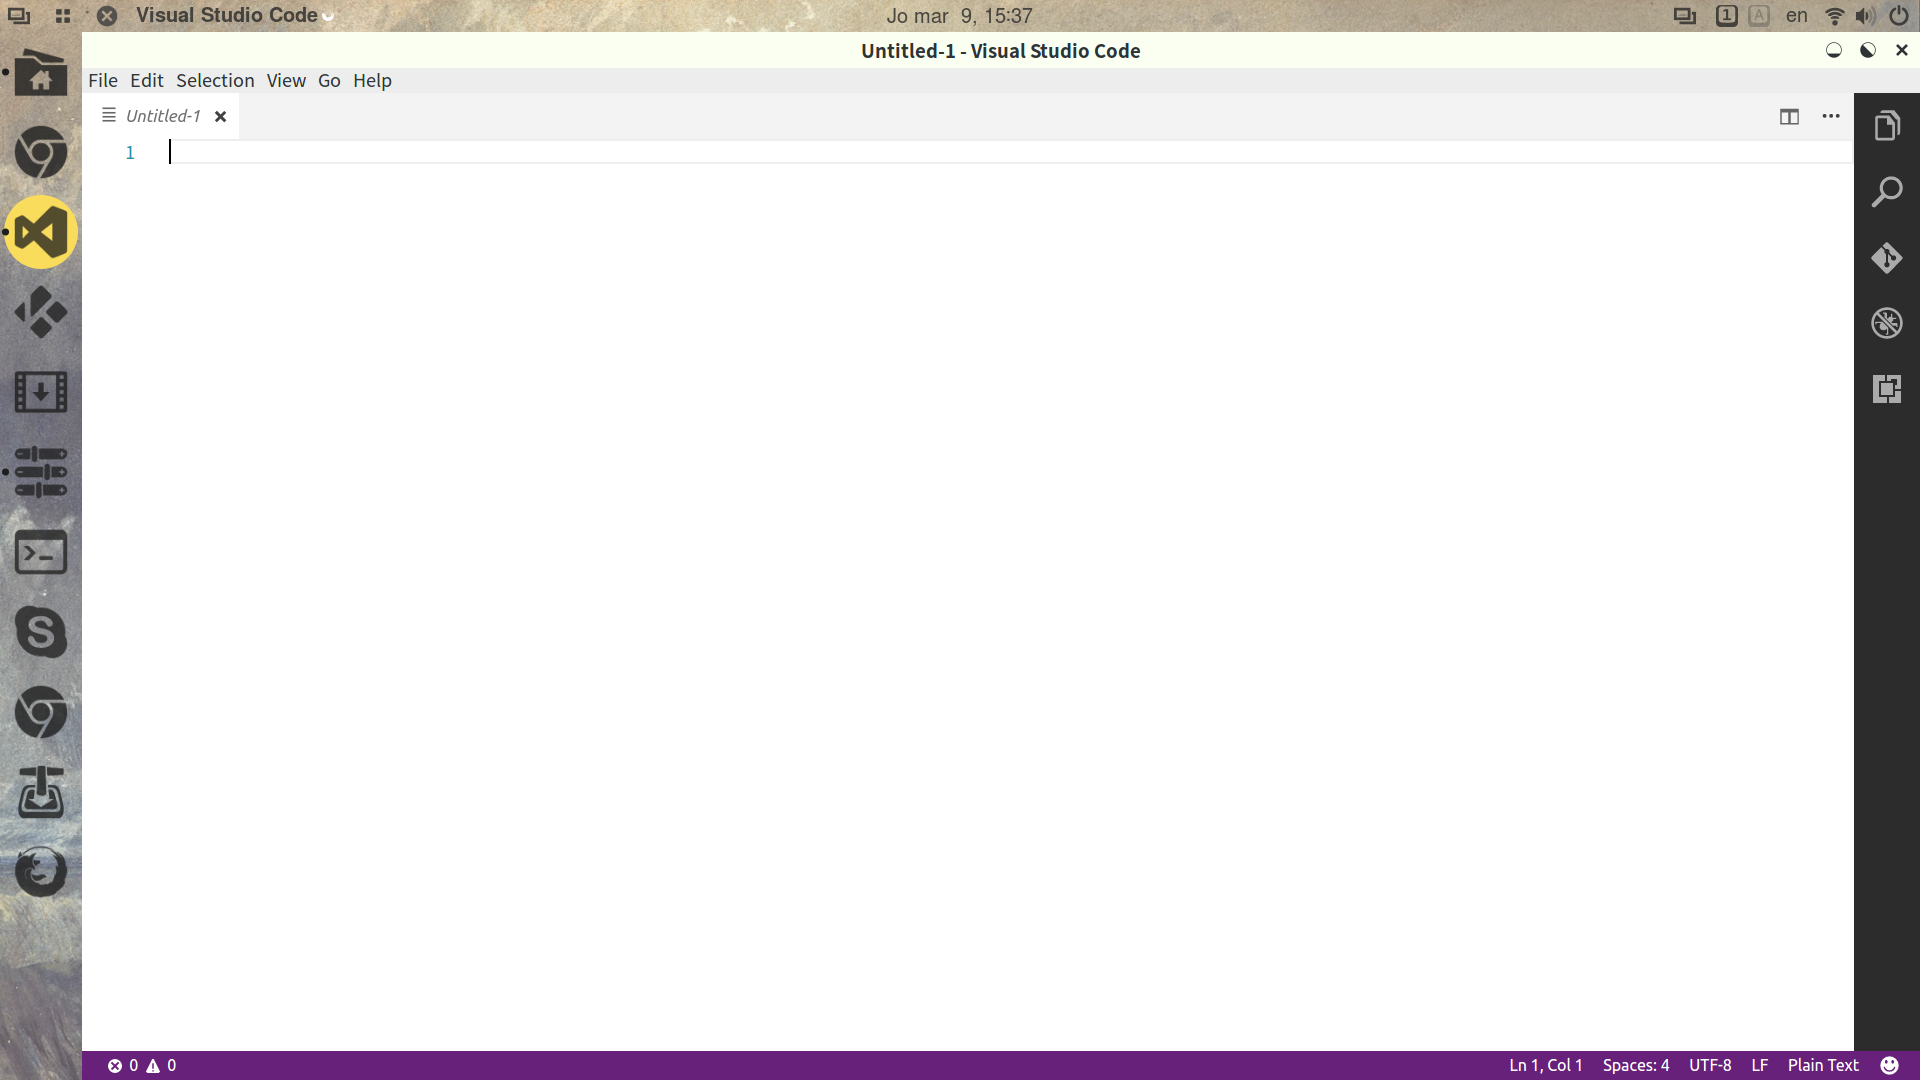 Visual Studio Code
Jo mar 9, 15:37
1 A en
Untitled-1 - Visual Studio Code
File Edit Selection View Go Help
Untitled-1
1
0 0
Ln 1, Col 1 Spaces: 4 UTF-8 LF Plain Text